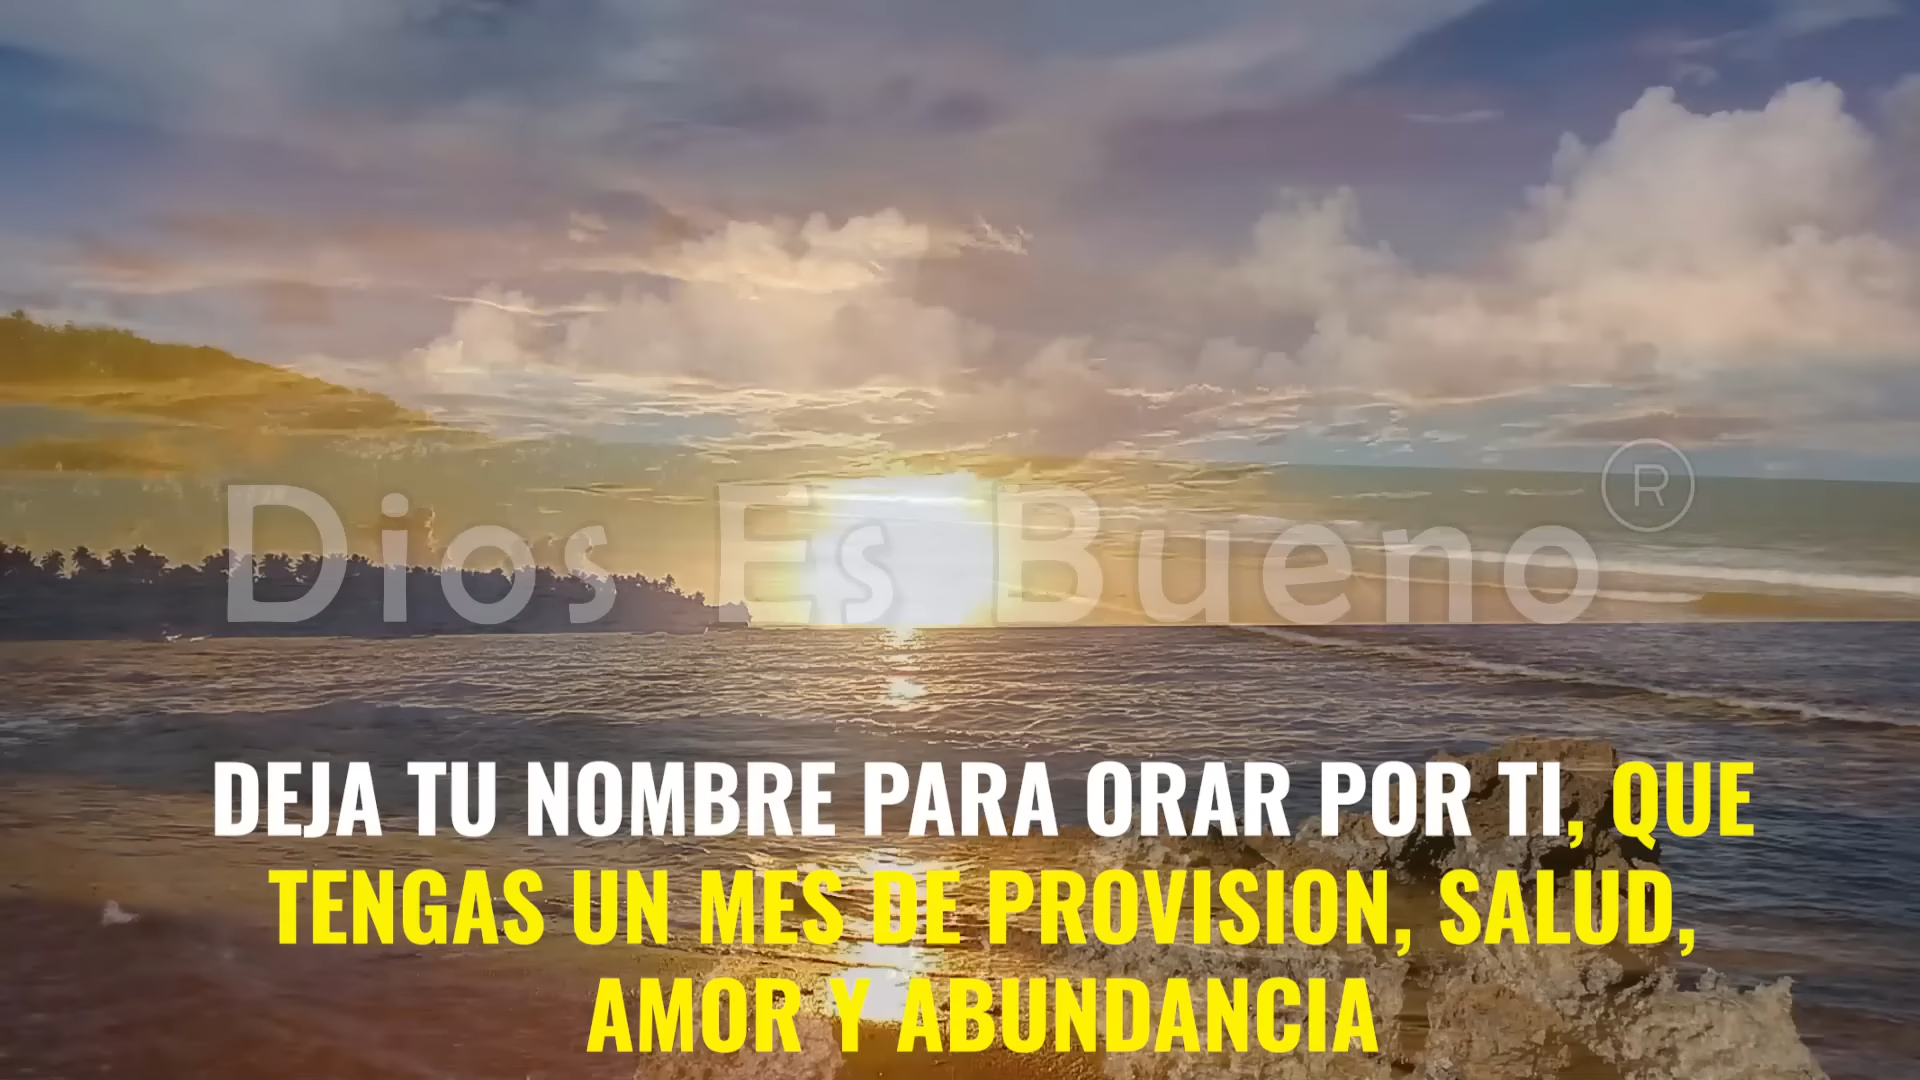 Dios Es Bueno ®
DEJA TU NOMBRE PARA ORAR POR TI, QUE
TENGAS UN MES DE PROVISION, SALUD,
AMOR Y ABUNDANCIA